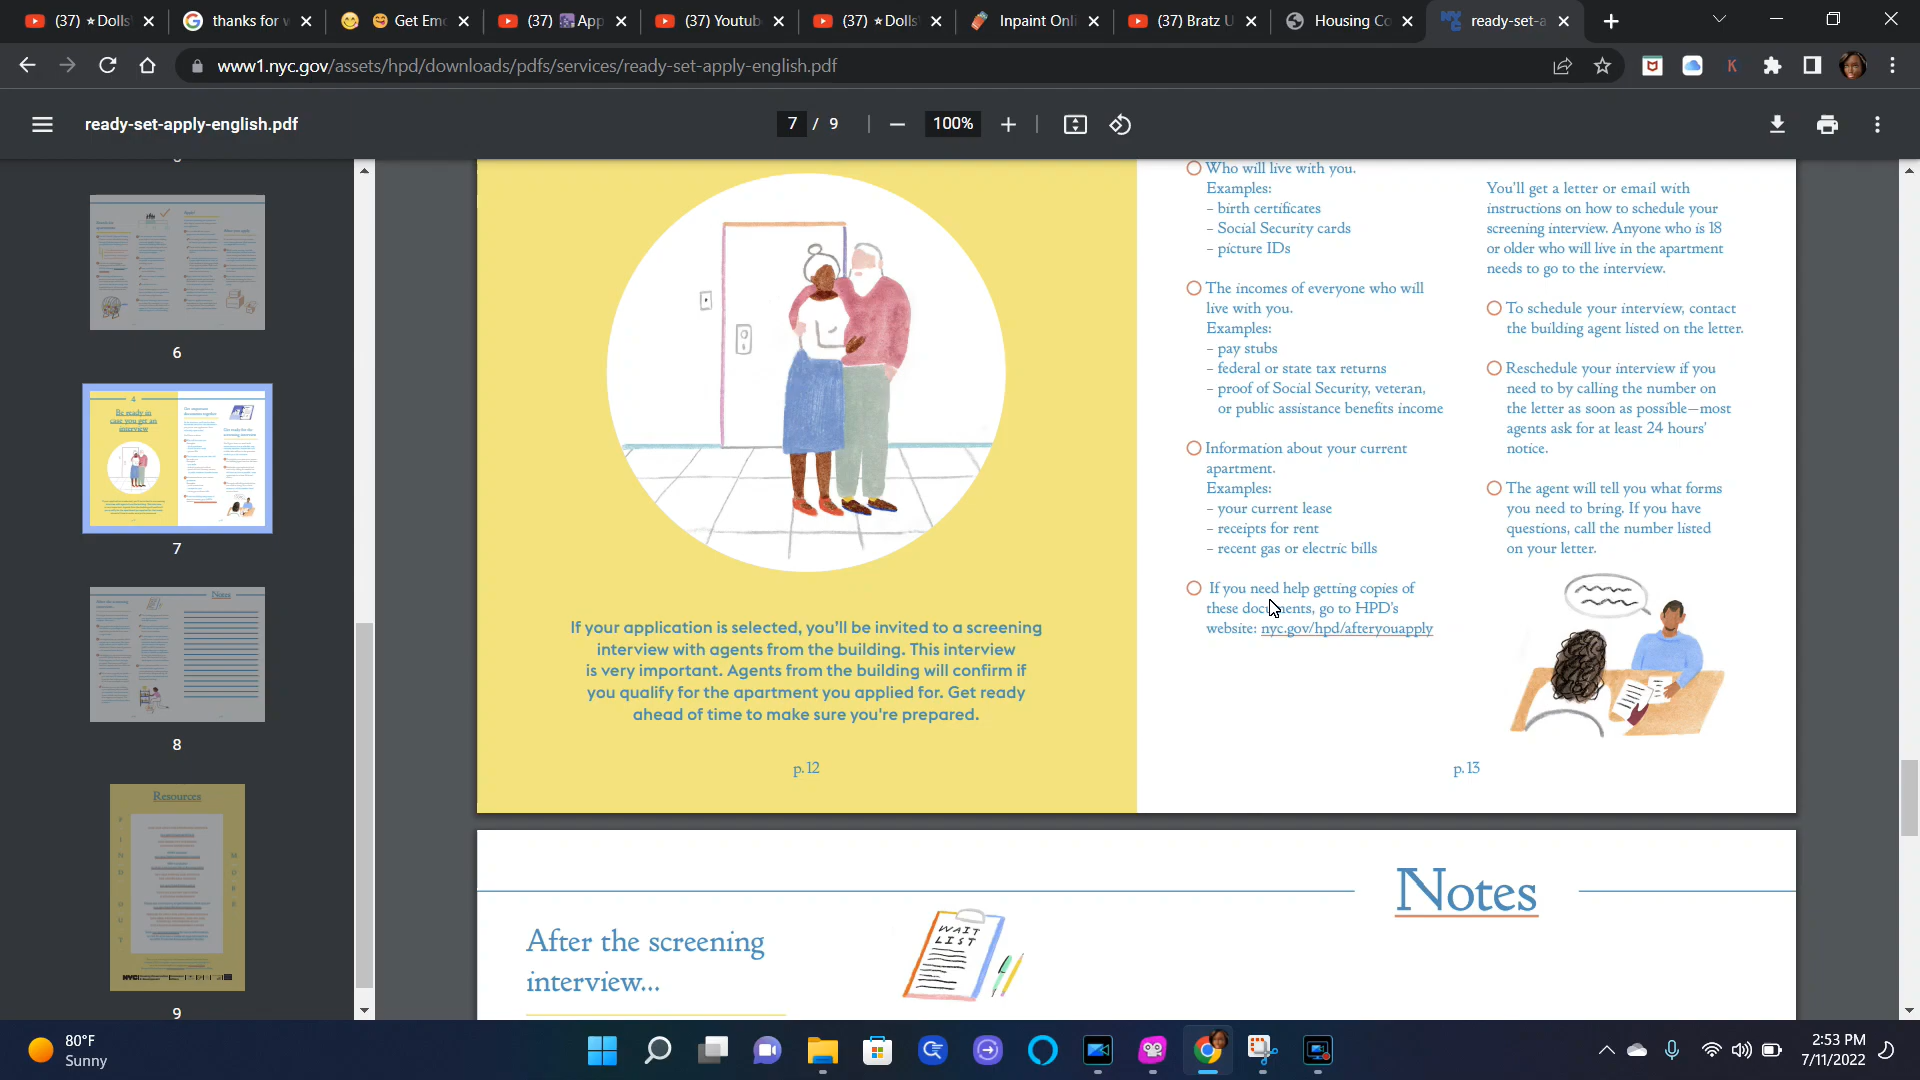 (37) ⭑Dolls
thanks for
Get Em
(37) App
(37) Youtub
(37) ⭑Dolls
Inpaint Onli
(37) Bratz
Housing Co
ready-set-a
www1.nyc.gov/assets/hpd/downloads/pdfs/services/ready-set-apply-english.pdf
ready-set-apply-english.pdf
7 / 9
100%
6
4
Be ready in
case you get an
interview
7
Notes
8
Resources
9
If your application is selected, you'll be invited to a screening
interview with agents from the building. This interview
is very important. Agents from the building will confirm if
you qualify for the apartment you applied for. Get ready
ahead of time to make sure you're prepared.
p. 12
Who will live with you.
Examples:
- birth certificates
- Social Security cards
- picture IDs
The incomes of everyone who will
live with you.
Examples:
- pay stubs
- federal or state tax returns
- proof of Social Security, veteran,
or public assistance benefits income
Information about your current
apartment.
Examples:
- your current lease
- receipts for rent
- recent gas or electric bills
If you need help getting copies of
these documents, go to HPD's
website: nyc.gov/hpd/afteryouapply
You'll get a letter or email with
instructions on how to schedule your
screening interview. Anyone who is 18
or older who will live in the apartment
needs to go to the interview.
To schedule your interview, contact
the building agent listed on the letter.
Reschedule your interview if you
need to by calling the number on
the letter as soon as possible—most
agents ask for at least 24 hours'
notice.
The agent will tell you what forms
you need to bring. If you have
questions, call the number listed
on your letter.
p. 13
After the screening
interview...
WAIT
LIST
Notes
80°F
Sunny
2:53 PM
7/11/2022